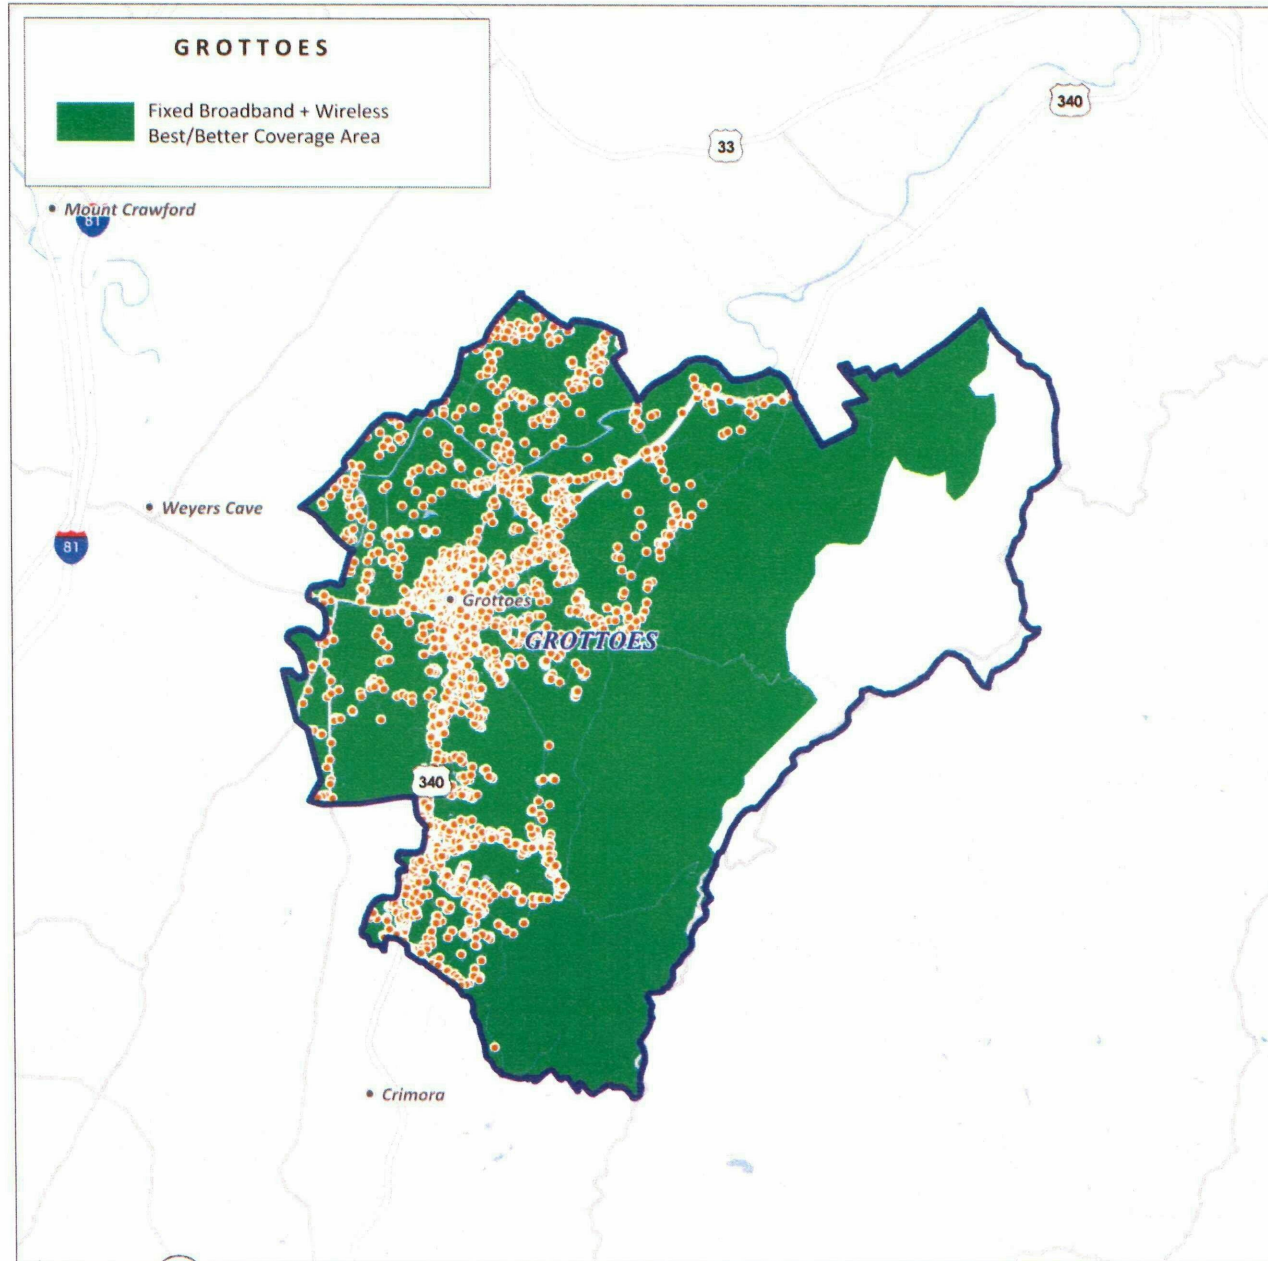 GROTTOES
Fixed Broadband + Wireless
Best/Better Coverage Area
340
33
Mount Crawford
81
Weyers Cave
81
Grottoes
GROTTOES
340
Crimora